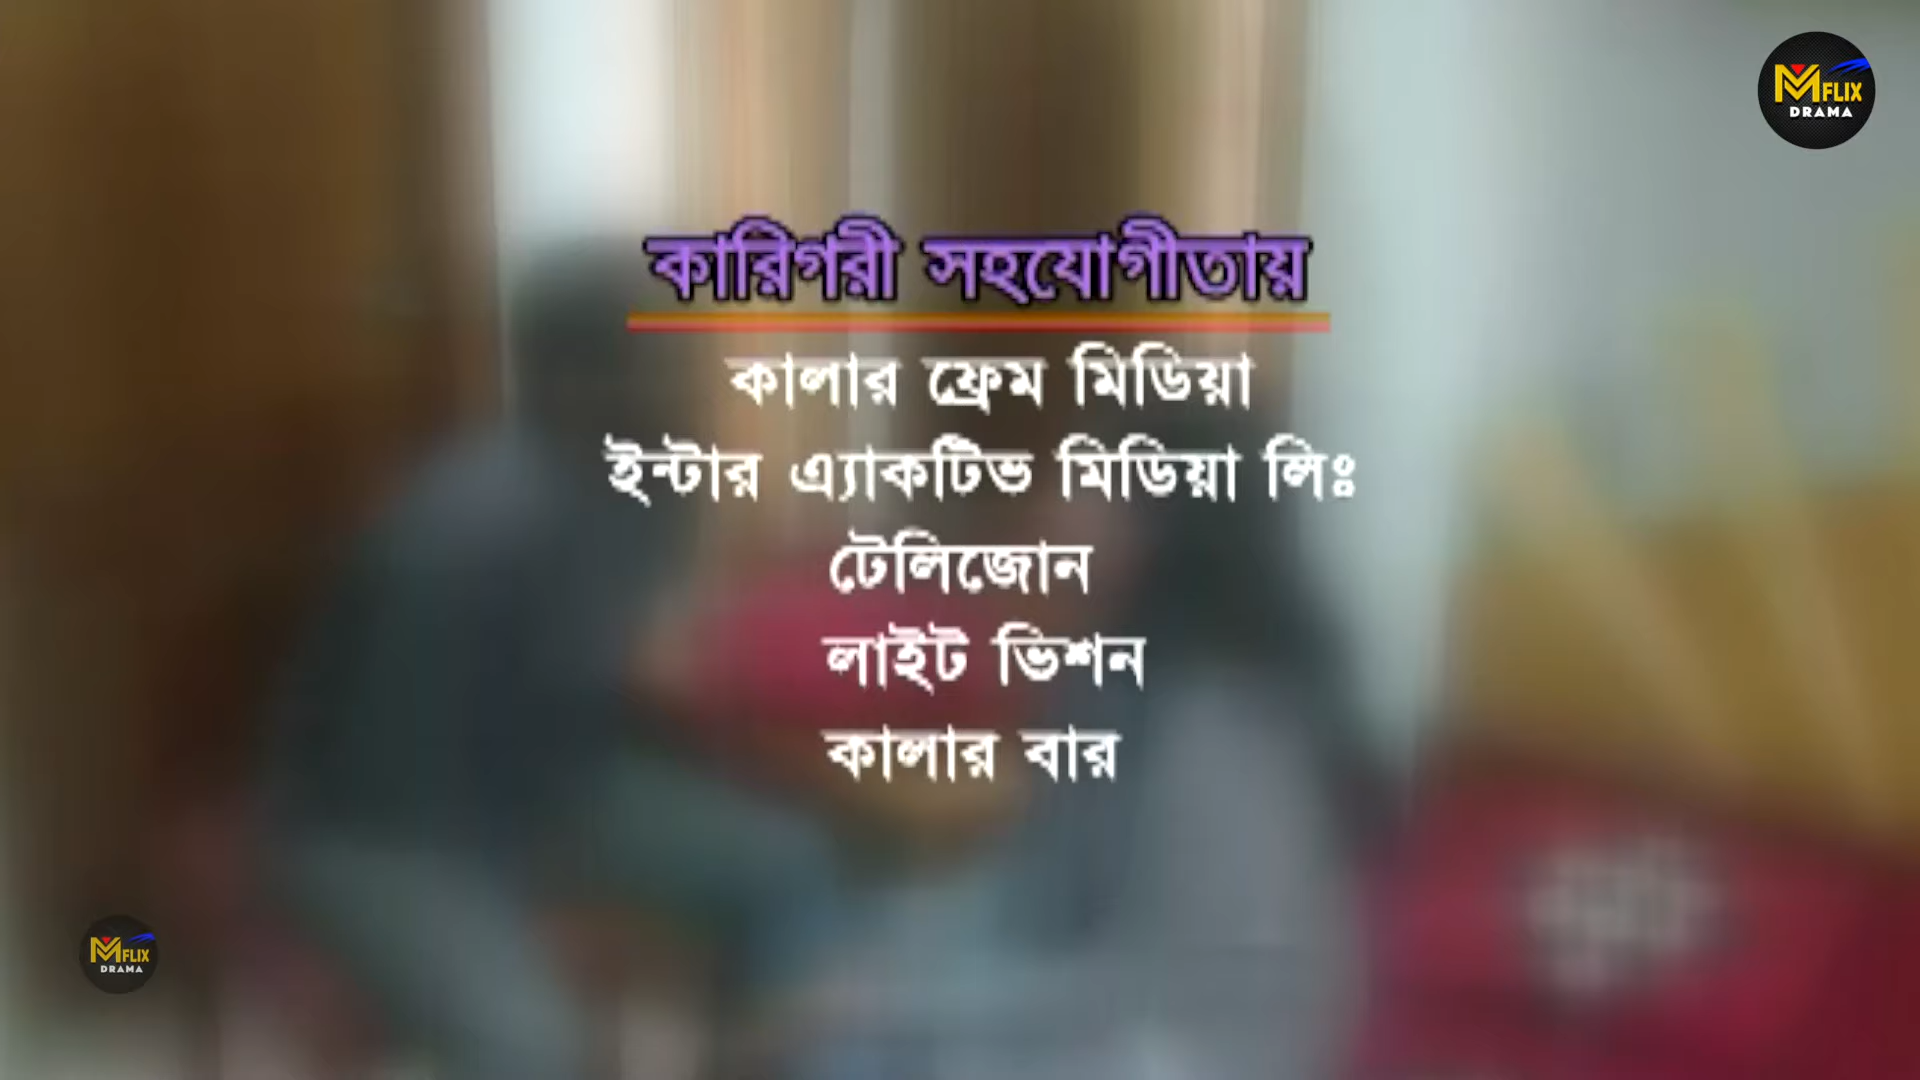 MFLIX
DRAMA
কারিগরী সহযোগীতায়
কালার ফ্রেম মিডিয়া
ইন্টার এ্যাকটিভ মিডিয়া লিঃ
টেলিজোন
লাইট ভিশন
কালার বার
MFLIX
DRAMA